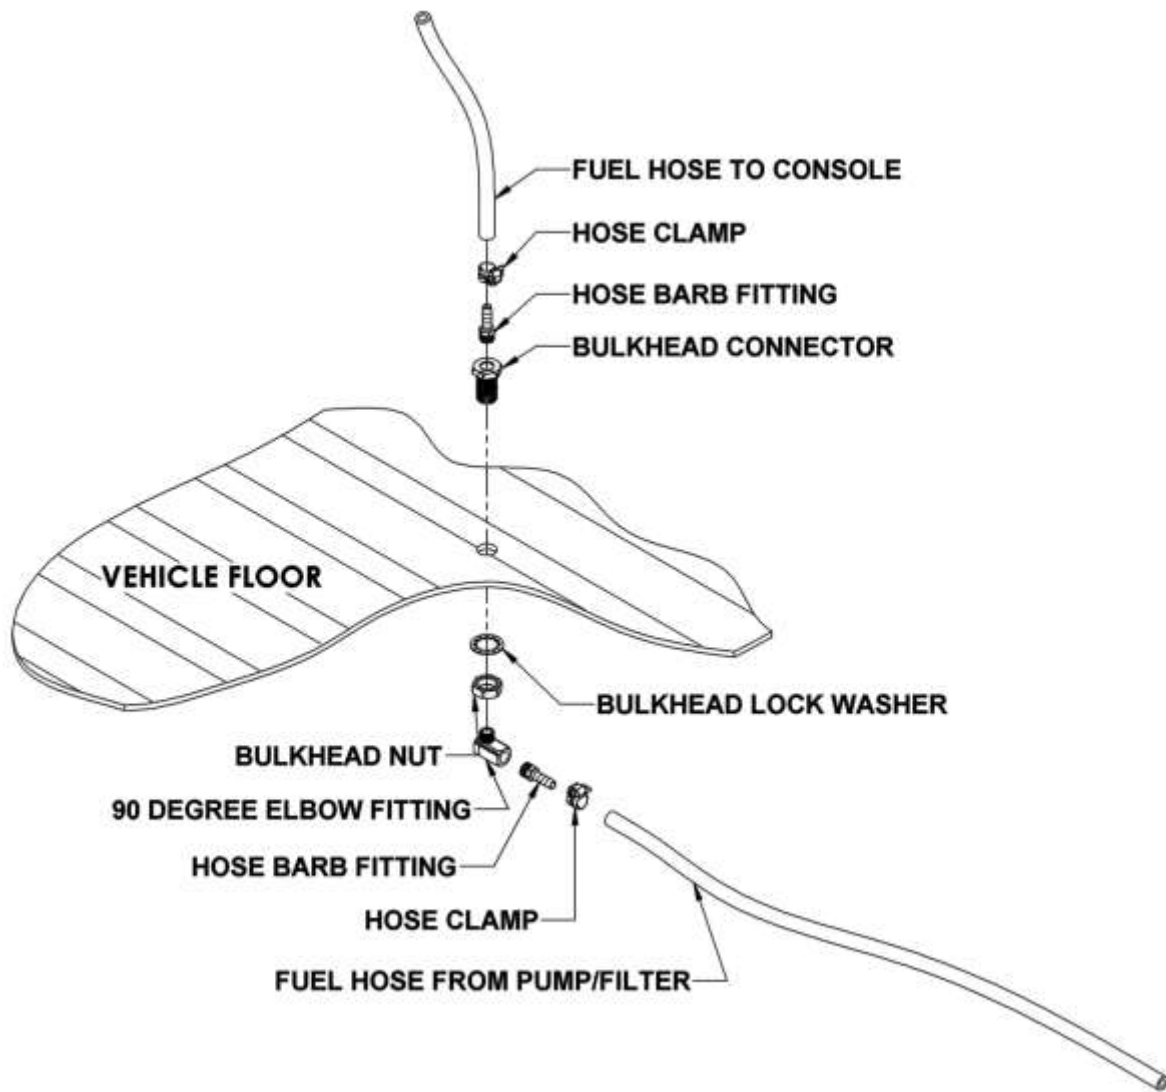 FUEL HOSE TO CONSOLE
HOSE CLAMP
HOSE BARB FITTING
BULKHEAD CONNECTOR
VEHICLE FLOOR
BULKHEAD LOCK WASHER
BULKHEAD NUT
90 DEGREE ELBOW FITTING
HOSE BARB FITTING
HOSE CLAMP
FUEL HOSE FROM PUMP/FILTER